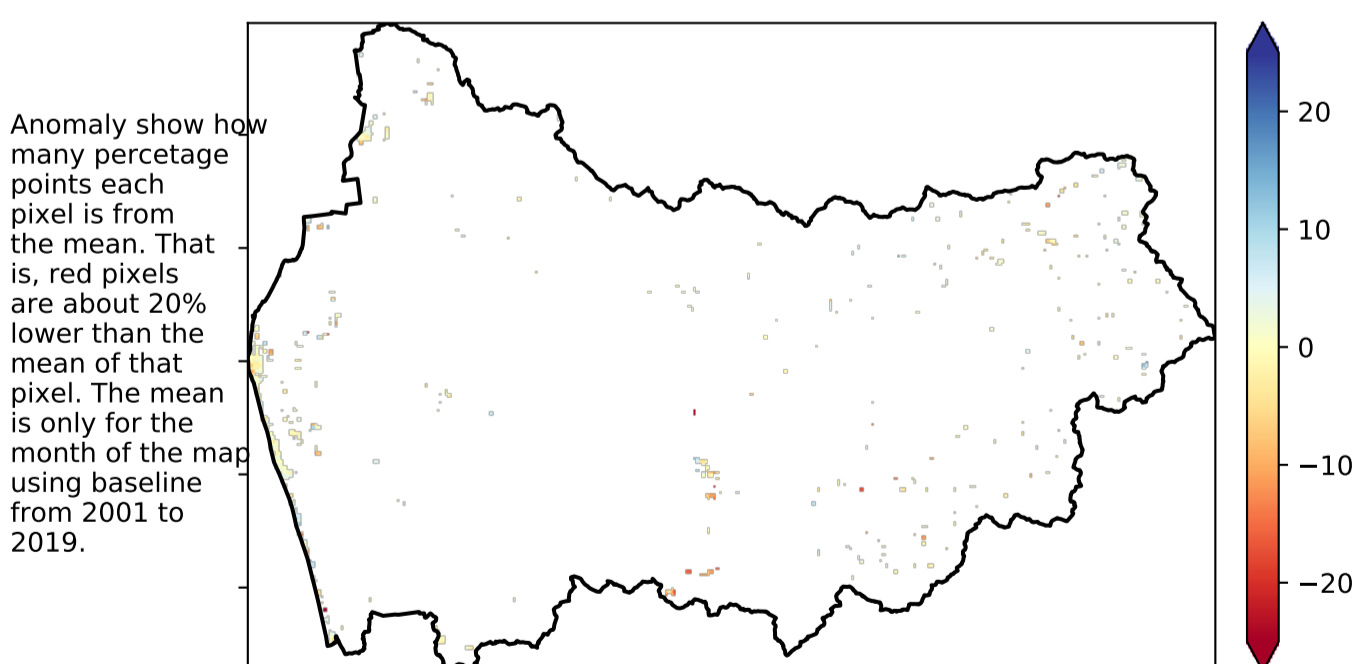 Anomaly show how
many percetage
points each
pixel is from
the mean. That
is, red pixels
are about 20%
lower than the
mean of that
pixel. The mean
is only for the
month of the map
using baseline
from 2001 to
2019.
20
10
0
−10
−20